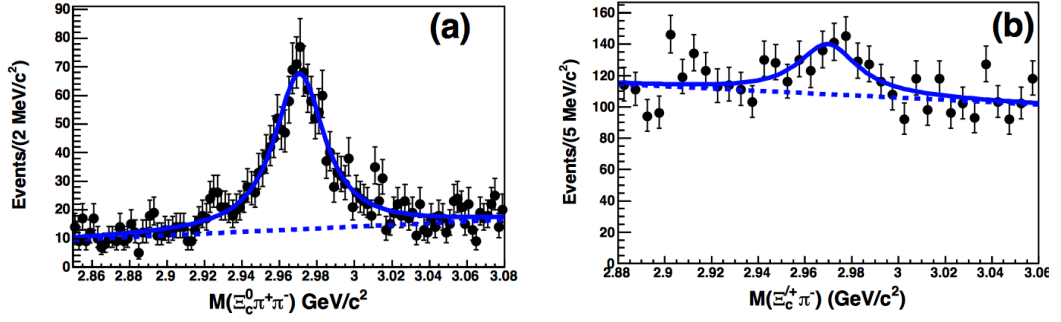 (a)
Events/(2 MeV/c²)
90
80
70
60
50
40
30
20
10
0
2.86 2.88 2.9 2.92 2.94 2.96 2.98 3 3.02 3.04 3.06 3.08
M(Ξc⁰π⁺π⁻) GeV/c²
(b)
Events/(5 MeV/c²)
160
140
120
100
80
60
40
20
0
2.88 2.9 2.92 2.94 2.96 2.98 3 3.02 3.04 3.06
M(Ξc′⁺π⁻) (GeV/c²)